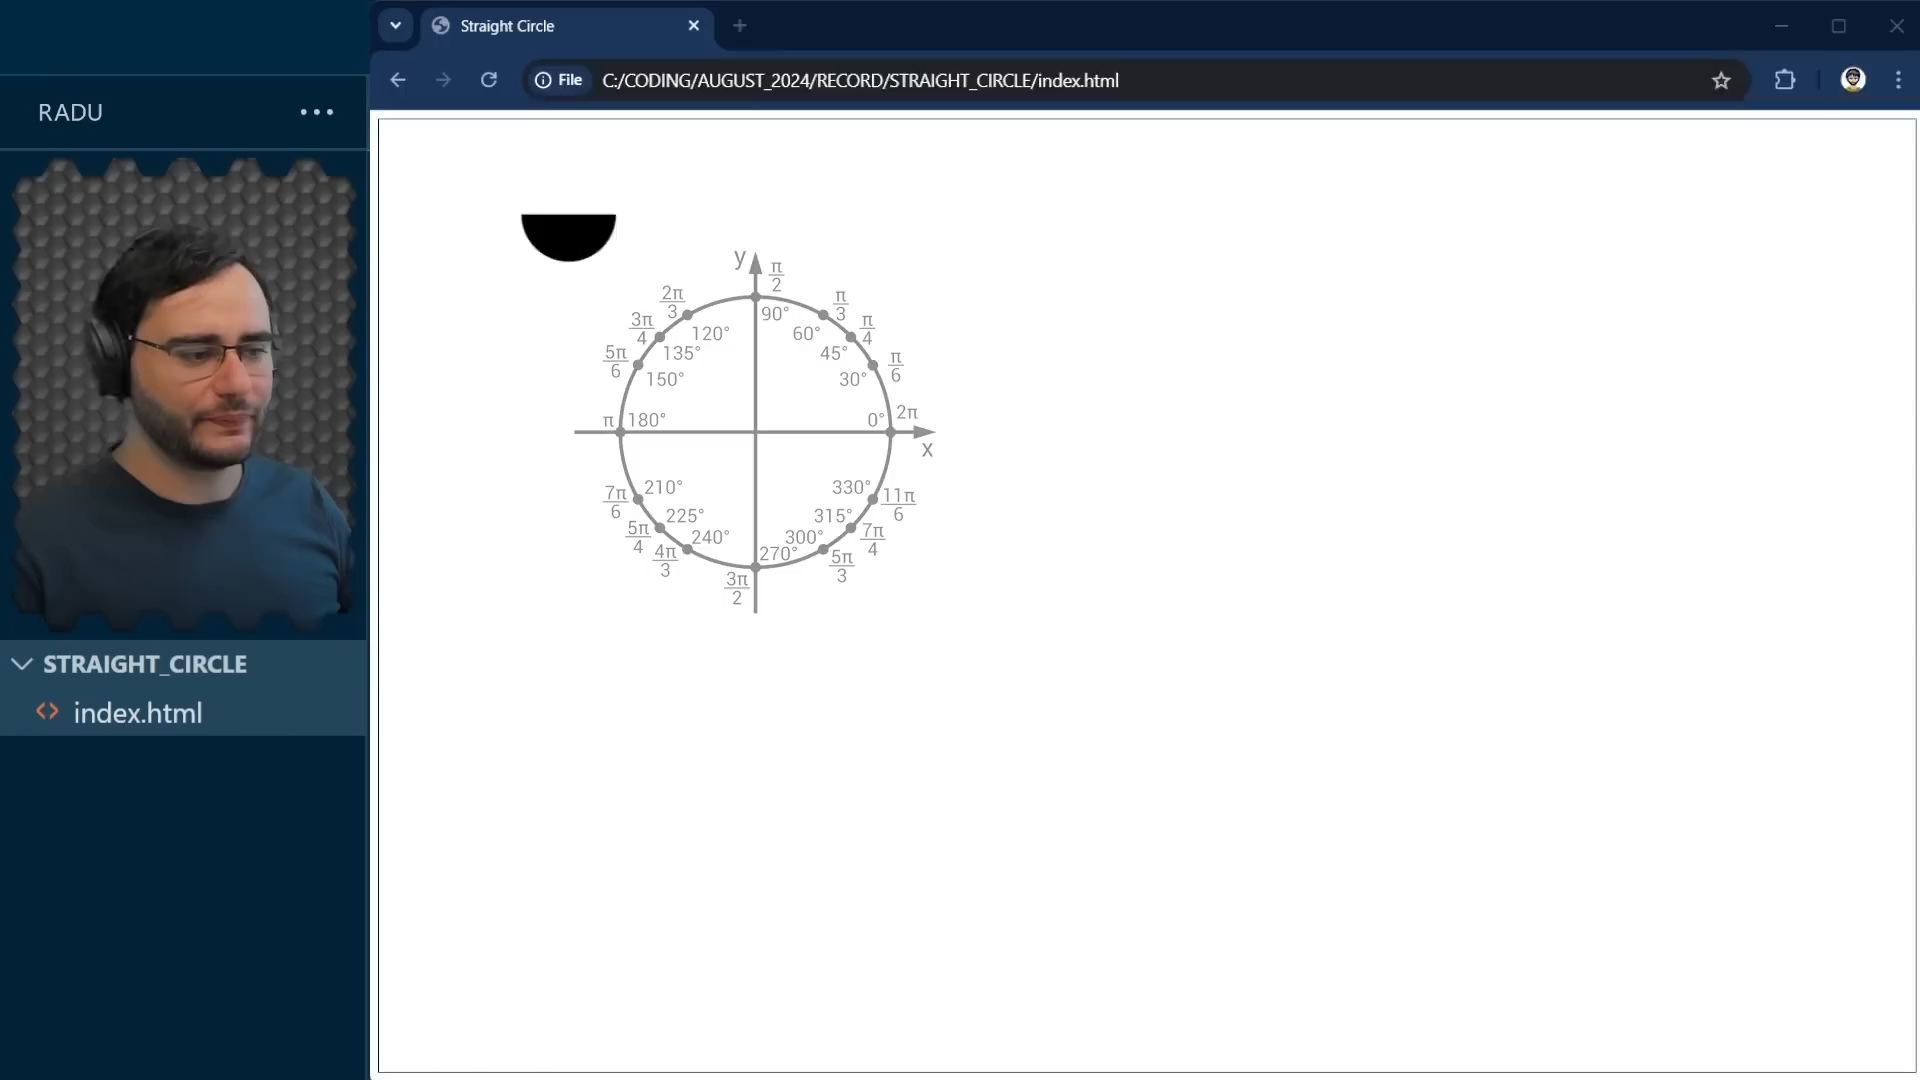 Straight Circle
File C:/CODING/AUGUST_2024/RECORD/STRAIGHT_CIRCLE/index.html
RADU
STRAIGHT_CIRCLE
index.html
y
π/2
2π/3
π/3
90°
3π/4
120°
60°
π/4
5π/6
135°
45°
π/6
150°
30°
π
180°
0°
2π
x
7π/6
210°
330°
11π/6
5π/4
225°
315°
7π/4
4π/3
240°
300°
5π/3
270°
3π/2